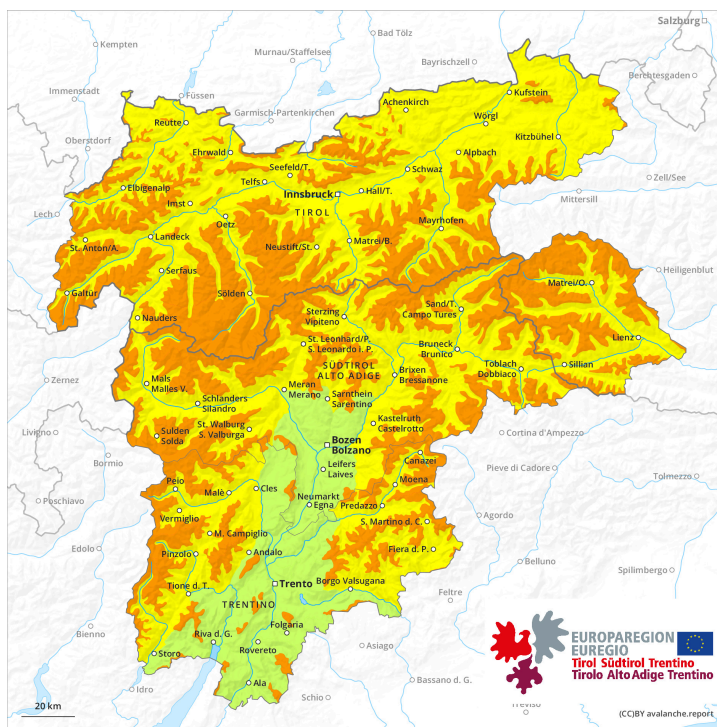 Salzburg
Kempten
Bad Tölz
Murnau/Staffelsee
Bayrischzell
Berchtesgaden
Immenstadt
Füssen
Garmisch-Partenkirchen
Achenkirch
Kufstein
Wörgl
Reutte
Oberstdorf
Ehrwald
Kitzbühel
Alpbach
Seefeld/T.
Schwaz
Telfs
Zell/See
Elbigenalp
Innsbruck
Hall/T.
Mittersill
Imst
TIROL
Lech
Oetz
Mayrhofen
Landeck
St. Anton/A.
Neustift/St.
Matrei/B.
Serfaus
Heiligenblut
Matrei/O.
Galtür
Sölden
Sand/T.
Campo Tures
Nauders
Sterzing
Vipiteno
Lienz
St. Leonhard/P.
S. Leonardo i. P.
Bruneck
Brunico
Sillian
Toblach
Dobbiaco
SÜDTIROL
ALTO ADIGE
Brixen
Bressanone
Zernez
Mals
Malles V.
Meran
Merano
Sarnthein
Sarentino
Schlanders
Silandro
Kastelruth
Castelrotto
St. Walburg
S. Valburga
Livigno
Sulden
Solda
Cortina d'Ampezzo
Bozen
Bolzano
Bormio
Canazei
Pieve di Cadore
Leifers
Laives
Tolmezzo
Poschiavo
Peio
Malè
Cles
Moena
Neumarkt
Egna
Predazzo
Vermiglio
Agordo
S. Martino d. C.
M. Campiglio
Edolo
Pinzolo
Andalo
Fiera d. P.
Belluno
Spilimbergo
Trento
Borgo Valsugana
Tione d. T.
Feltre
TRENTINO
Folgaria
Bienno
Riva d. G.
Rovereto
Asiago
Storo
Ala
Bassano d. G.
Idro
Schio
Treviso
EUROPAREGION
EUREGIO
Tirol Südtirol Trentino
Tirolo Alto Adige Trentino
20 km
(CC)BY avalanche.report